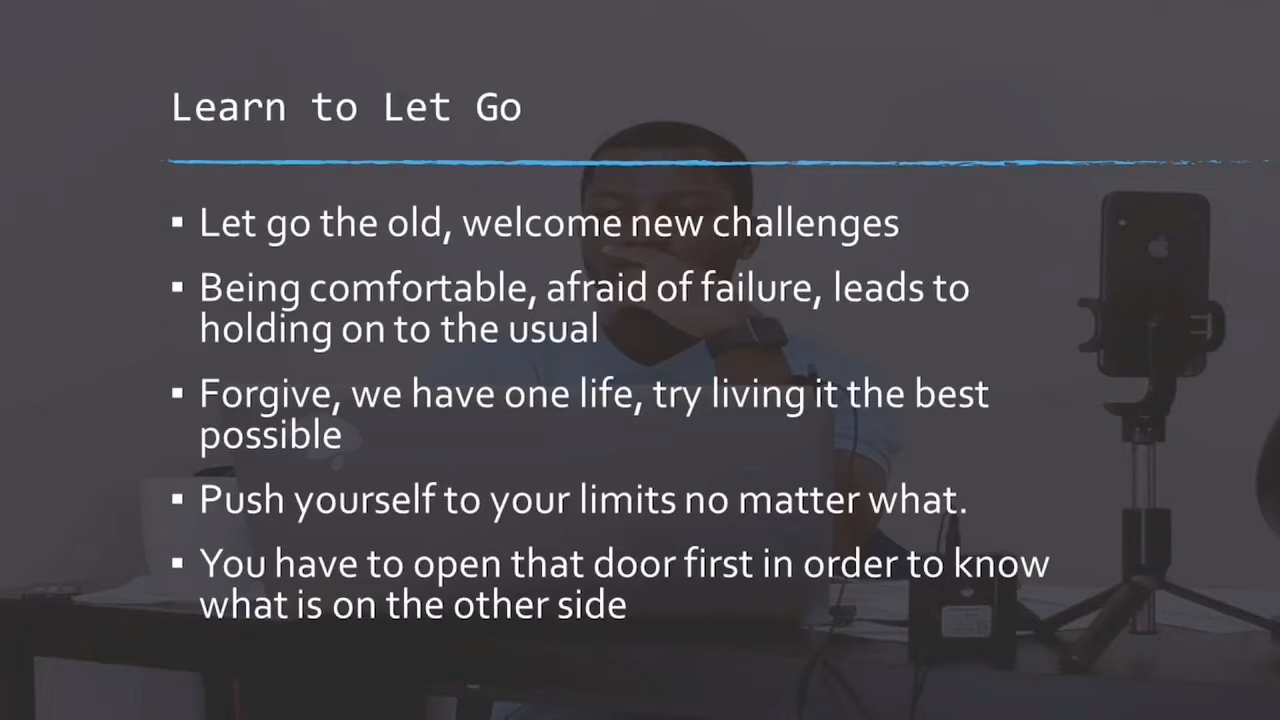 Learn to Let Go
▪ Let go the old, welcome new challenges
▪ Being comfortable, afraid of failure, leads to
holding on to the usual
▪ Forgive, we have one life, try living it the best
possible
▪ Push yourself to your limits no matter what.
▪ You have to open that door first in order to know
what is on the other side